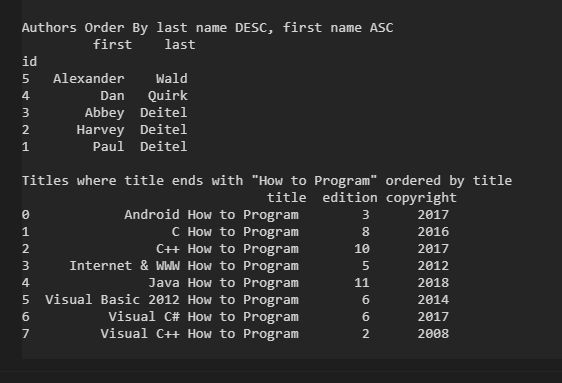 Authors Order By last name DESC, first name ASC
first last
id
5 Alexander Wald
4 Dan Quirk
3 Abbey Deitel
2 Harvey Deitel
1 Paul Deitel
Titles where title ends with "How to Program" ordered by title
title edition copyright
0 Android How to Program 3 2017
1 C How to Program 8 2016
2 C++ How to Program 10 2017
3 Internet & WWW How to Program 5 2012
4 Java How to Program 11 2018
5 Visual Basic 2012 How to Program 6 2014
6 Visual C# How to Program 6 2017
7 Visual C++ How to Program 2 2008